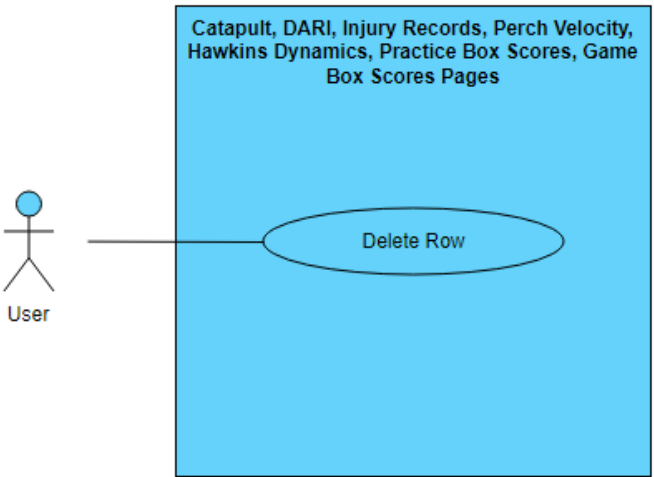 Catapult, DARI, Injury Records, Perch Velocity,
Hawkins Dynamics, Practice Box Scores, Game
Box Scores Pages
Delete Row
User